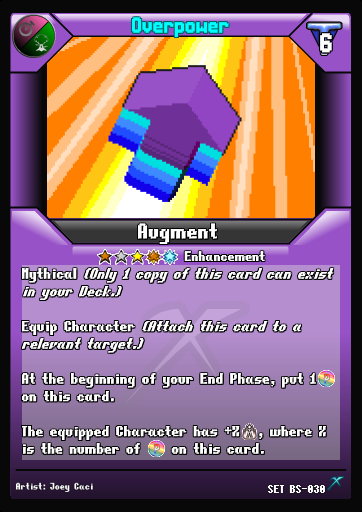 Overpower
6
Augment
Enhancement
Mythical (Only 1 copy of this card can exist
in your Deck.)
Equip Character (Attach this card to a
relevant target.)
At the beginning of your End Phase, put 1
on this card.
The equipped Character has +X , where X
is the number of on this card.
Artist: Joey Caci
SET BS-030